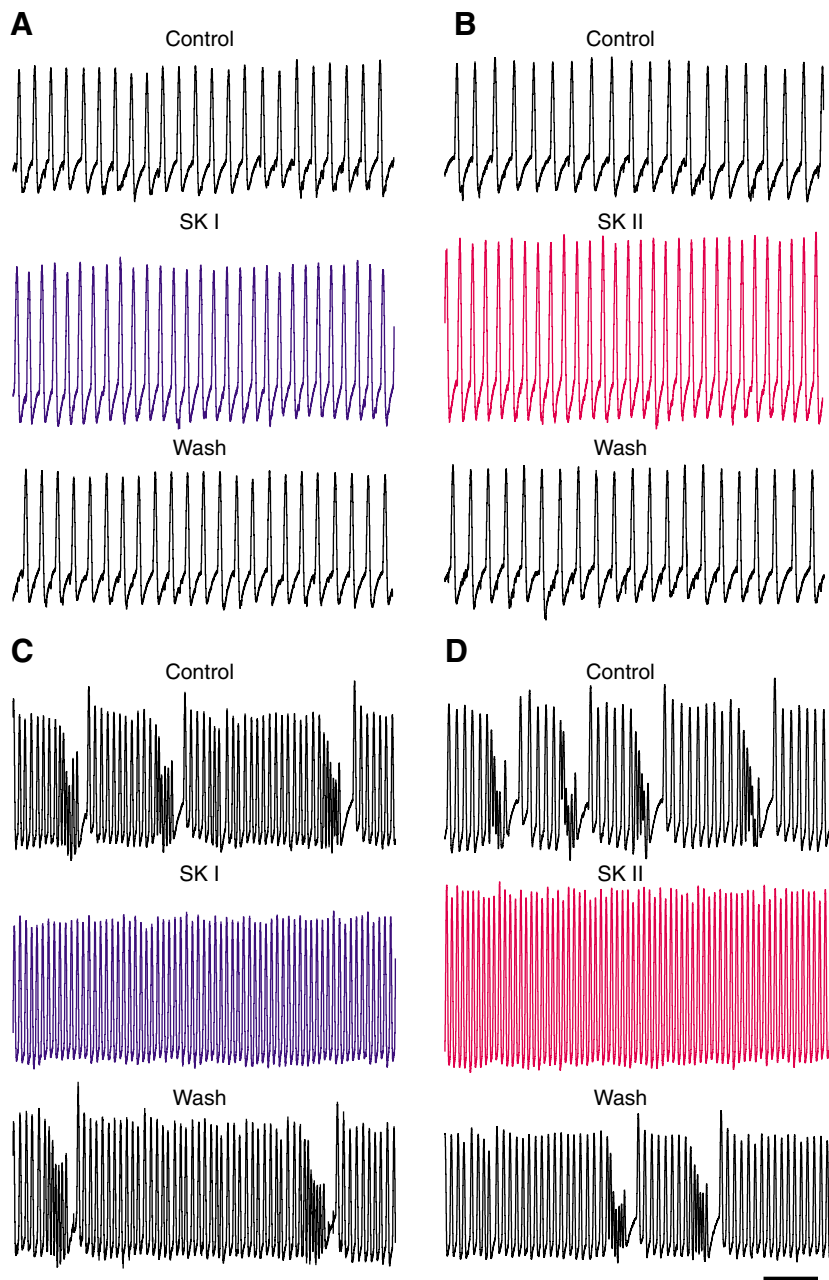 A
Control
SK I
Wash
B
Control
SK II
Wash
C
Control
SK I
Wash
D
Control
SK II
Wash